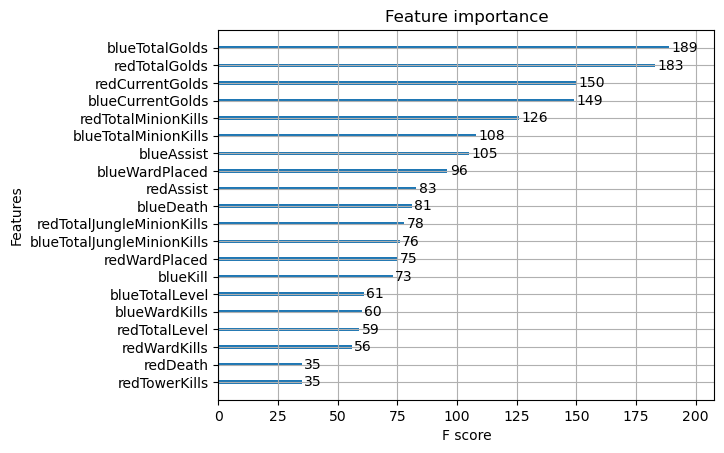 Feature importance
Features
blueTotalGolds 189
redTotalGolds 183
redCurrentGolds 150
blueCurrentGolds 149
redTotalMinionKills 126
blueTotalMinionKills 108
blueAssist 105
blueWardPlaced 96
redAssist 83
blueDeath 81
redTotalJungleMinionKills 78
blueTotalJungleMinionKills 76
redWardPlaced 75
blueKill 73
blueTotalLevel 61
blueWardKills 60
redTotalLevel 59
redWardKills 56
redDeath 35
redTowerKills 35
0 25 50 75 100 125 150 175 200
F score